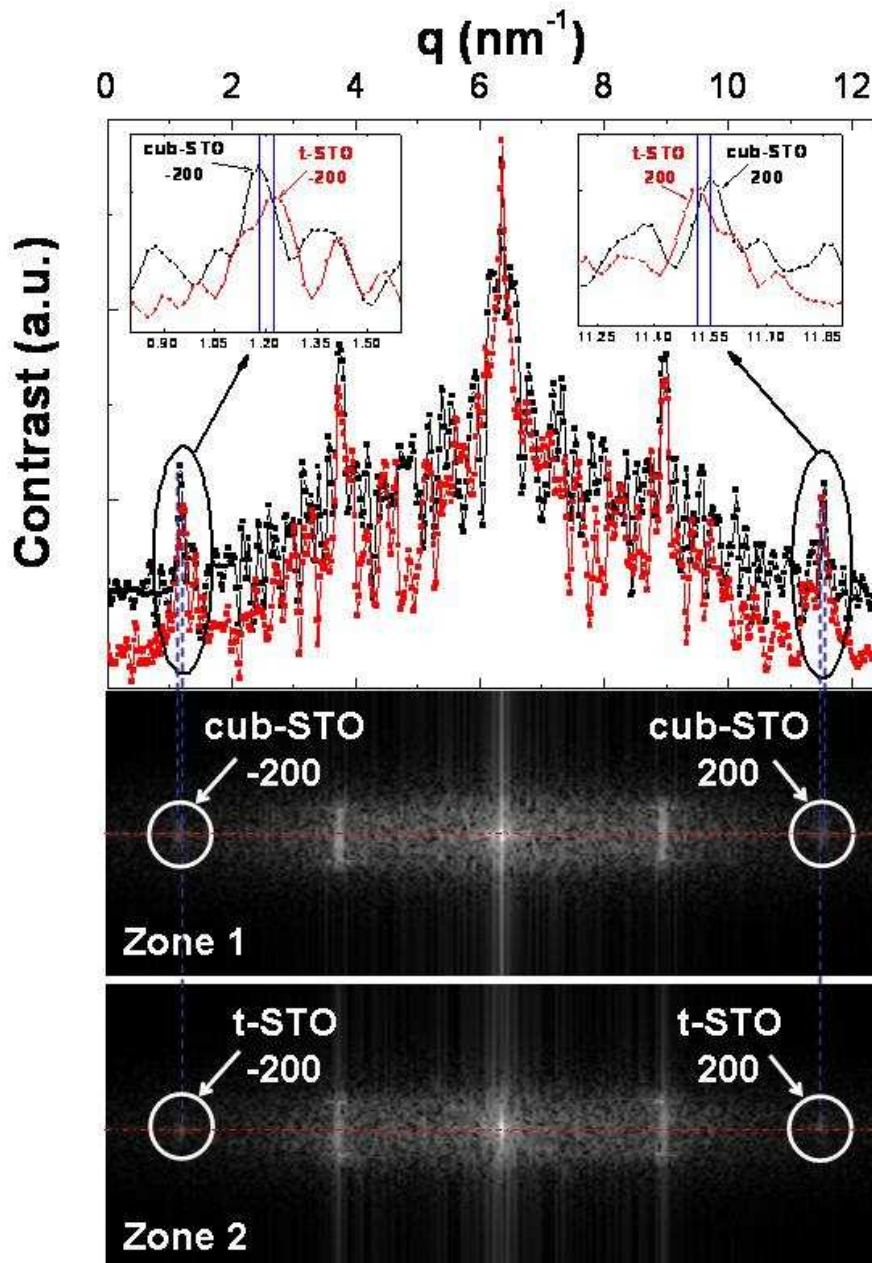 q (nm⁻¹)
0 2 4 6 8 10 12
Contrast (a.u.)
cub-STO
-200
t-STO
-200
0.90 1.05 1.20 1.35 1.50
t-STO
200
cub-STO
200
11.25 11.40 11.55 11.70 11.85
cub-STO
-200
cub-STO
200
Zone 1
t-STO
-200
t-STO
200
Zone 2